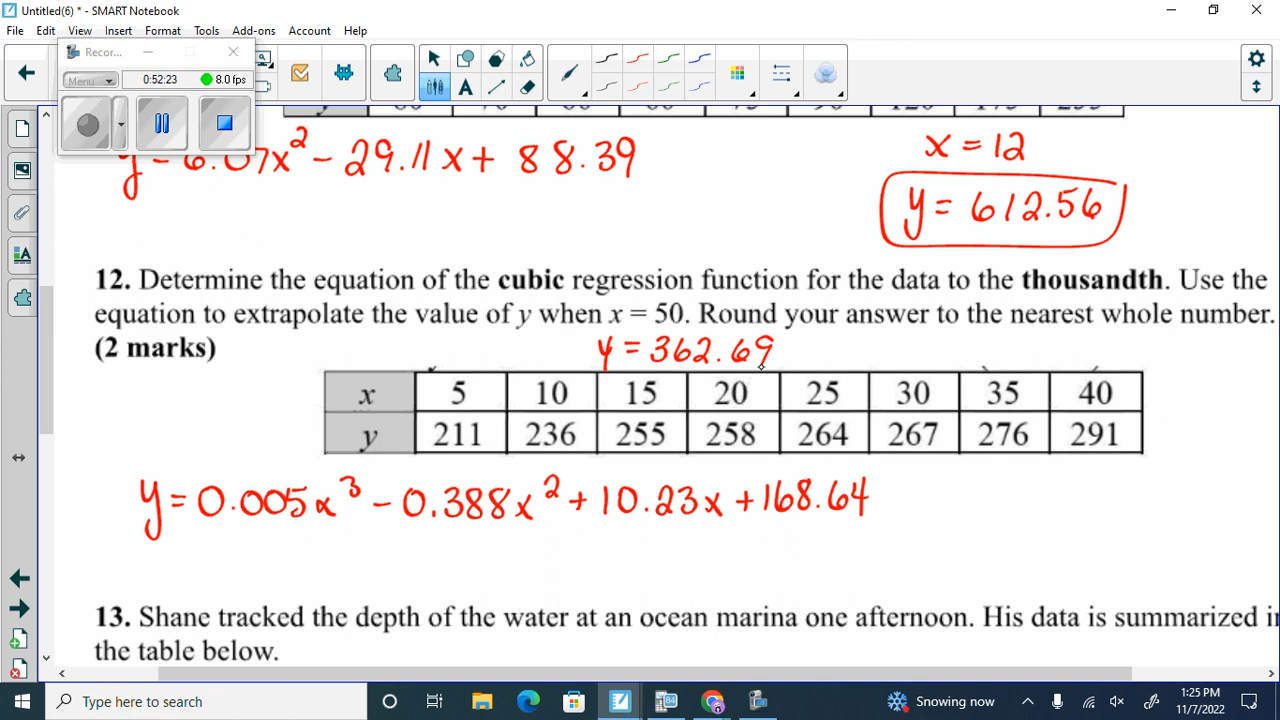 Untitled(6) * - SMART Notebook
File Edit View Insert Format Tools Add-ons Account Help
Recor...
Menu
0:52:23
8.0 fps
y = 6.07x² - 29.11x + 88.39
x = 12
y = 612.56
12. Determine the equation of the cubic regression function for the data to the thousandth. Use the
equation to extrapolate the value of y when x = 50. Round your answer to the nearest whole number.
(2 marks)
y = 362.69
x 5 10 15 20 25 30 35 40
y 211 236 255 258 264 267 276 291
y = 0.005x³ - 0.388x² + 10.23x + 168.64
13. Shane tracked the depth of the water at an ocean marina one afternoon. His data is summarized in
the table below.
Type here to search
Snowing now
1:25 PM
11/7/2022